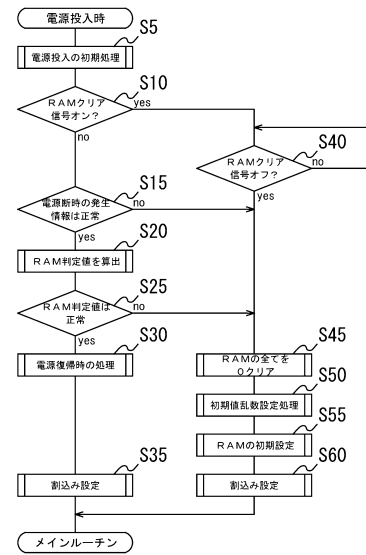 電源投入時
S5
電源投入の初期処理
S10
RAMクリア
信号オン?
yes
no
S40
RAMクリア
信号オフ?
no
yes
S15
電源断時の発生
情報は正常
no
yes
S20
RAM判定値を算出
S25
RAM判定値は
正常
no
yes
S30
電源復帰時の処理
S45
RAMの全てを
0クリア
S50
初期値乱数設定処理
S55
RAMの初期設定
S35
割込み設定
S60
割込み設定
メインルーチン